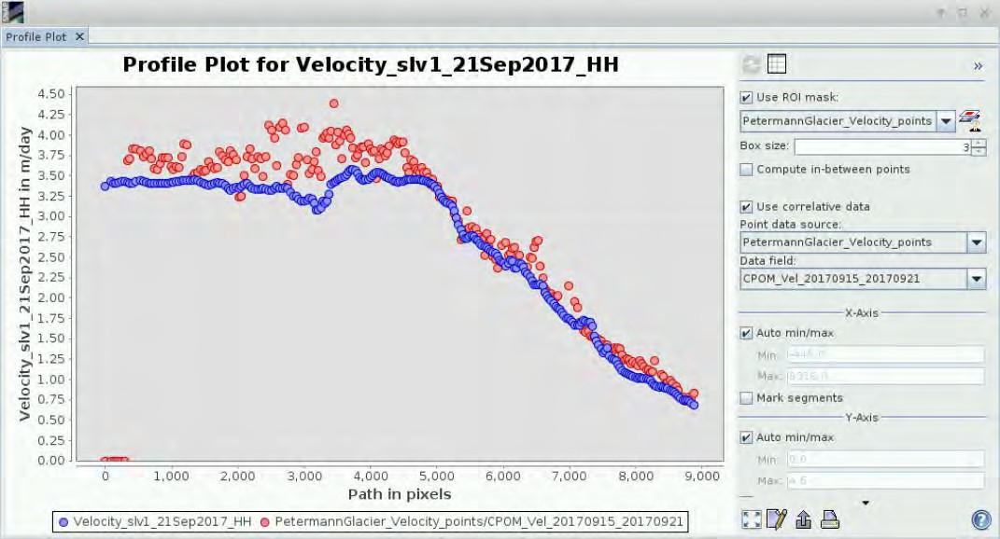 Profile Plot
Profile Plot for Velocity_slv1_21Sep2017_HH
Velocity_slv1_21Sep2017_HH in m/day
4.50
4.25
4.00
3.75
3.50
3.25
3.00
2.75
2.50
2.25
2.00
1.75
1.50
1.25
1.00
0.75
0.50
0.25
0.00
0 1,000 2,000 3,000 4,000 5,000 6,000 7,000 8,000 9,000
Path in pixels
Velocity_slv1_21Sep2017_HH PetermannGlacier_Velocity_points/CPOM_Vel_20170915_20170921
»
Use ROI mask:
PetermannGlacier_Velocity_points
Box size: 3
Compute in-between points
Use correlative data
Point data source:
PetermannGlacier_Velocity_points
Data field:
CPOM_Vel_20170915_20170921
X-Axis
Auto min/max
Min:
Max:
Mark segments
Y-Axis
Auto min/max
Min: 0.0
Max: 4.6
?